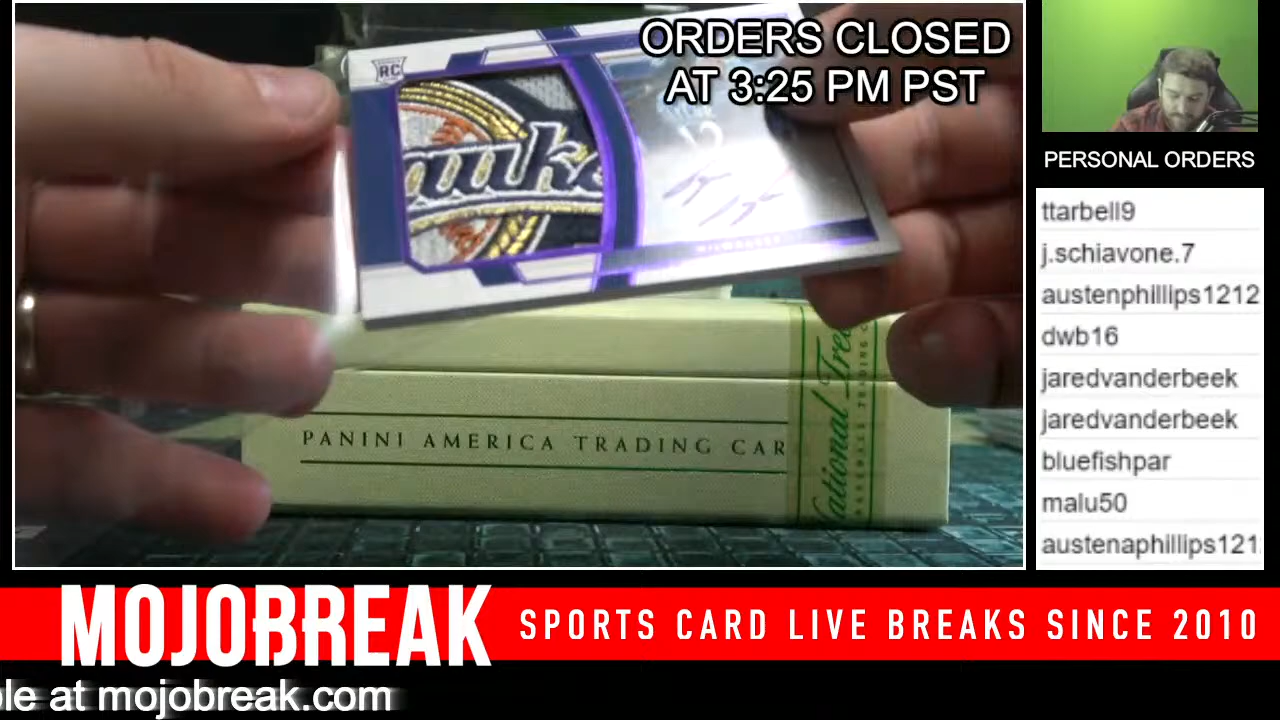 ORDERS CLOSED
AT 3:25 PM PST
RC
PERSONAL ORDERS
ttarbell9
j.schiavone.7
austenphillips1212
dwb16
jaredvanderbeek
jaredvanderbeek
bluefishpar
malu50
austenaphillips121
PANINI AMERICA TRADING CAR
MOJOBREAK
SPORTS CARD LIVE BREAKS SINCE 2010
ble at mojobreak.com